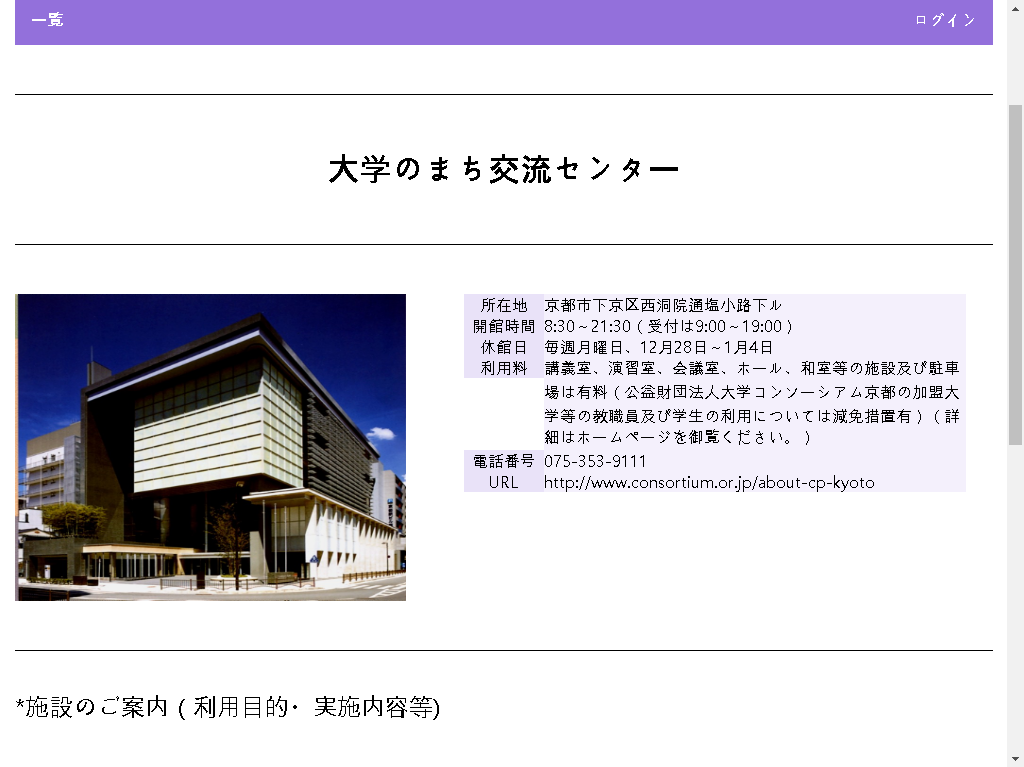 一覧 ログイン
大学のまち交流センター
所在地 京都市下京区西洞院通塩小路下ル
開館時間 8:30～21:30（受付は9:00～19:00）
休館日 毎週月曜日、12月28日～1月4日
利用料 講義室、演習室、会議室、ホール、和室等の施設及び駐車
場は有料（公益財団法人大学コンソーシアム京都の加盟大
学等の教職員及び学生の利用については減免措置有）（詳
細はホームページを御覧ください。）
電話番号 075-353-9111
URL http://www.consortium.or.jp/about-cp-kyoto
*施設のご案内（利用目的・実施内容等)